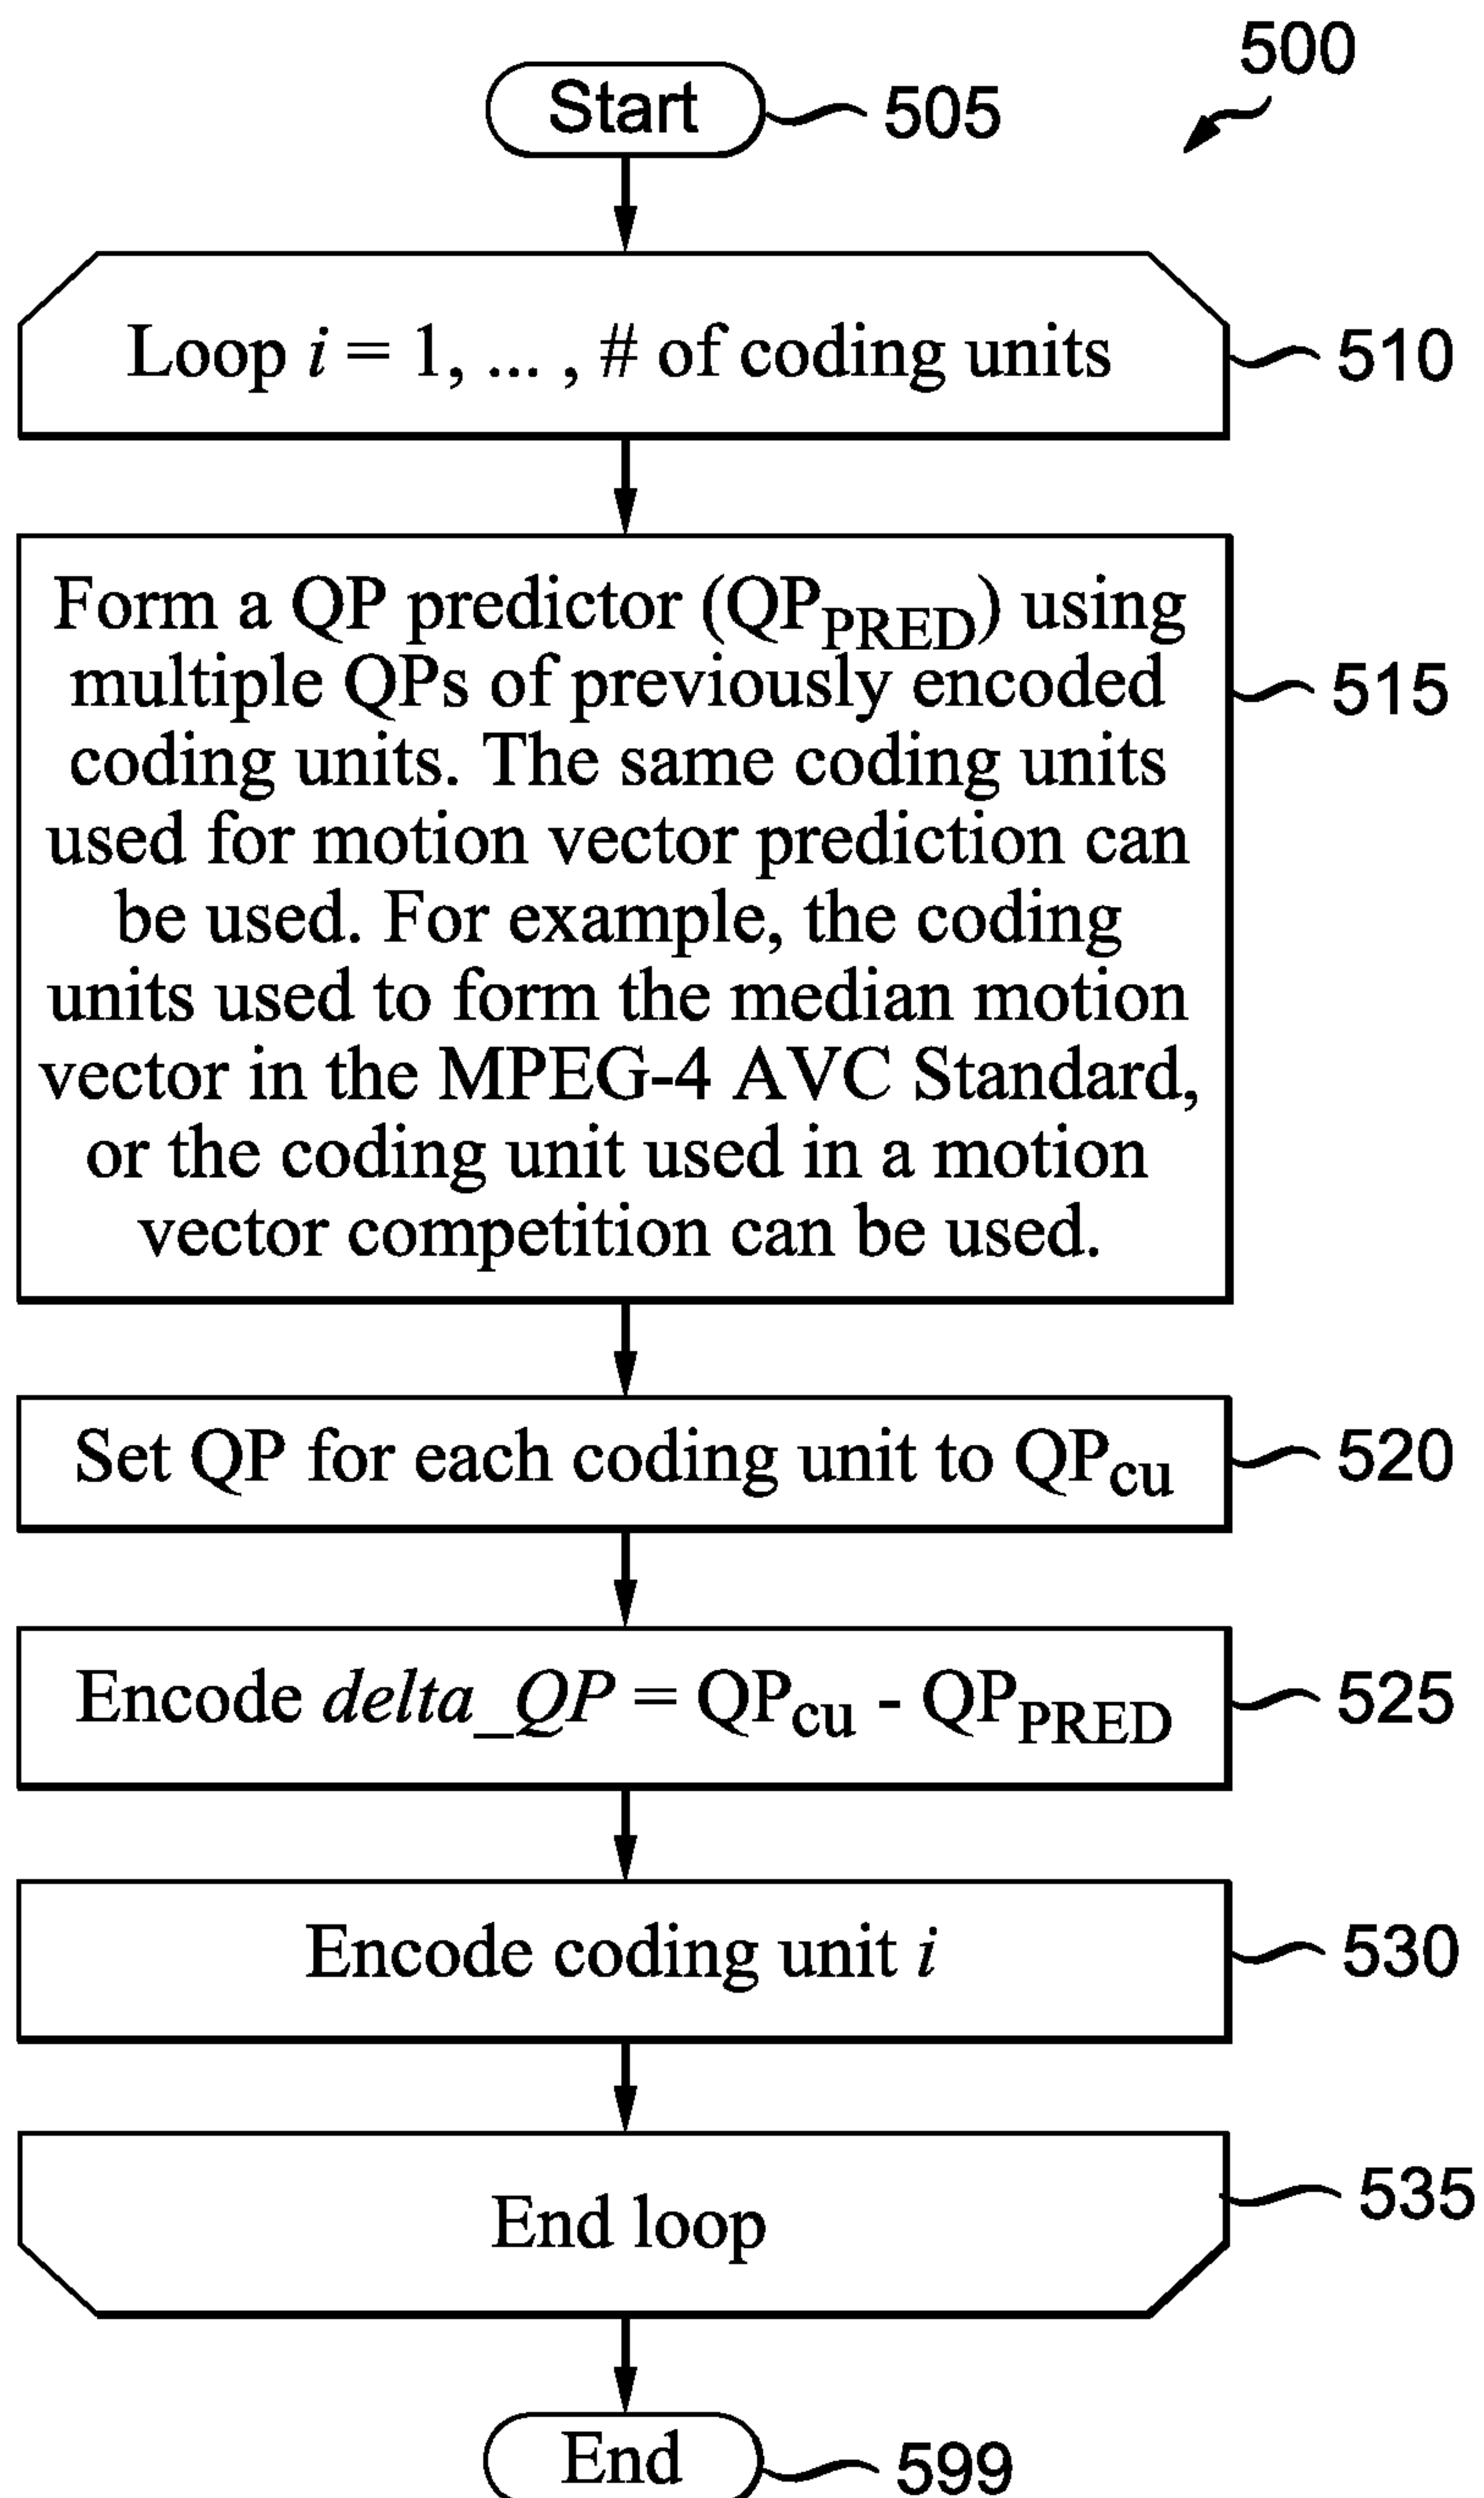 500
Start
505
Loop i = 1, ... , # of coding units
510
Form a QP predictor (QPPRED) using
multiple QPs of previously encoded
coding units. The same coding units
used for motion vector prediction can
be used. For example, the coding
units used to form the median motion
vector in the MPEG-4 AVC Standard,
or the coding unit used in a motion
vector competition can be used.
515
Set QP for each coding unit to QPcu
520
Encode delta_QP = QPcu - QPPRED
525
Encode coding unit i
530
End loop
535
End
599